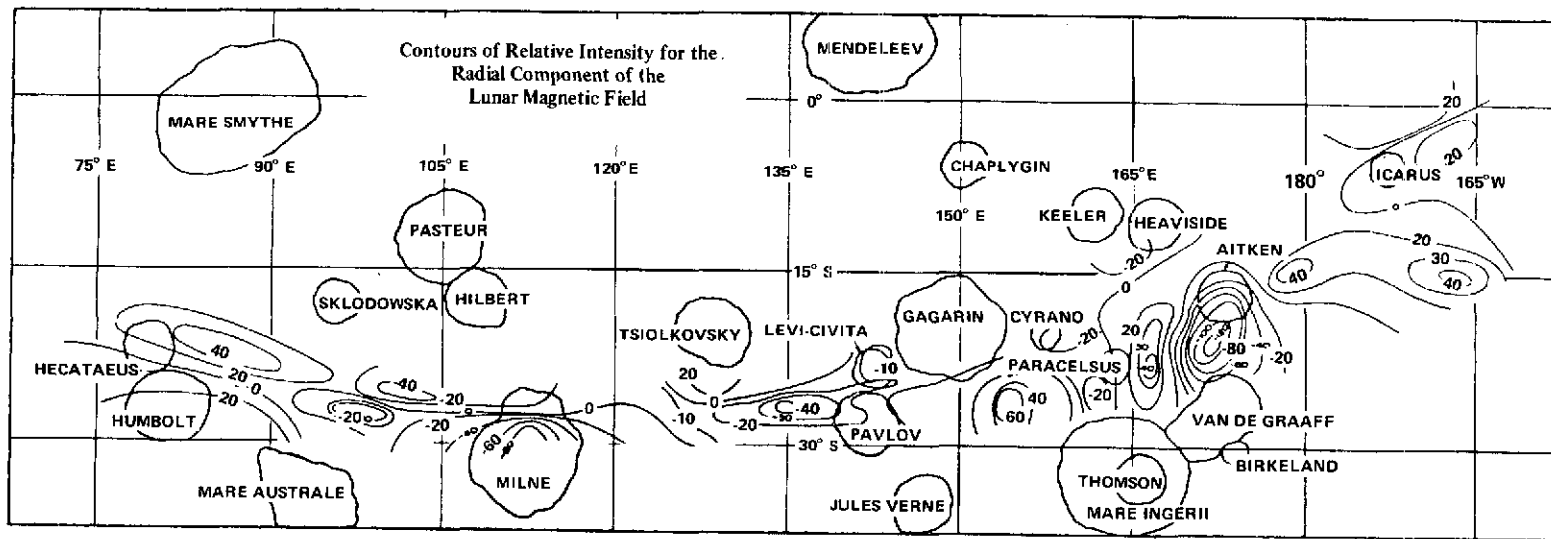 Contours of Relative Intensity for the
Radial Component of the
Lunar Magnetic Field
MENDELEEV
0°
20
MARE SMYTHE
75° E
90° E
105° E
120° E
135° E
CHAPLYGIN
150° E
165° E
180°
-20
ICARUS
165° W
KEELER
HEAVISIDE
PASTEUR
0
20
AITKEN
30
40
40
15° S
-20
0
SKLODOWSKA
HILBERT
TSIOLKOVSKY
LEVI-CIVITA
GAGARIN
CYRANO
-20
20
40
20
0
20
HECATAEUS
-40
-20
-20
20
0
-10
-10
PARACELSUS
-80
-20
HUMBOLT
-20
0
-60
-20
-40
PAVLOV
60
40
-20
VAN DE GRAAFF
30° S
BIRKELAND
MARE AUSTRALE
MILNE
JULES VERNE
THOMSON
MARE INGERII